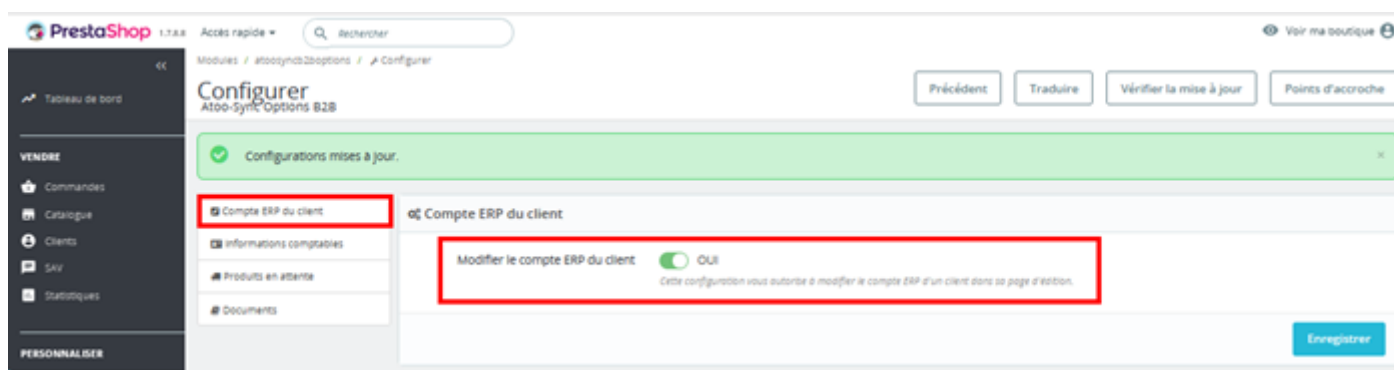 PrestaShop 1.7.8.8 Accès rapide Rechercher Voir ma boutique
Modules / atoosyncb2boptions / Configurer
Configurer
Atoo-Sync Options B2B
Précédent Traduire Vérifier la mise à jour Points d'accroche
Tableau de bord
VENDRE
Configurations mises à jour.
Commandes
Catalogue
Clients
SAV
Statistiques
PERSONNALISER
Compte ERP du client
Informations comptables
Produits en attente
Documents
Compte ERP du client
Modifier le compte ERP du client OUI
Cette configuration vous autorise à modifier le compte ERP d'un client dans sa page d'édition.
Enregistrer